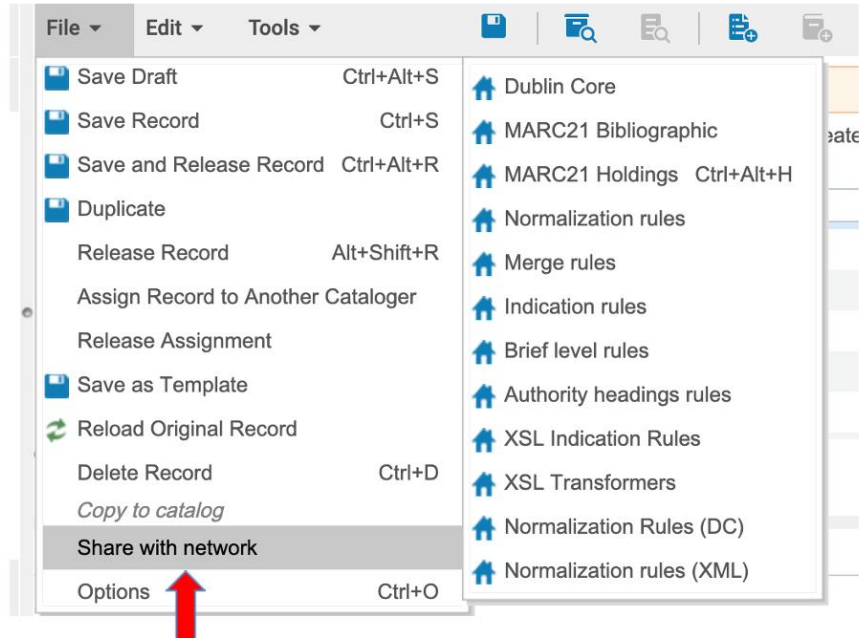 File Edit Tools
Save Draft Ctrl+Alt+S
Save Record Ctrl+S
Save and Release Record Ctrl+Alt+R
Duplicate
Release Record Alt+Shift+R
Assign Record to Another Cataloger
Release Assignment
Save as Template
Reload Original Record
Delete Record Ctrl+D
Copy to catalog
Share with network
Options Ctrl+O
Dublin Core
MARC21 Bibliographic
MARC21 Holdings Ctrl+Alt+H
Normalization rules
Merge rules
Indication rules
Brief level rules
Authority headings rules
XSL Indication Rules
XSL Transformers
Normalization Rules (DC)
Normalization rules (XML)